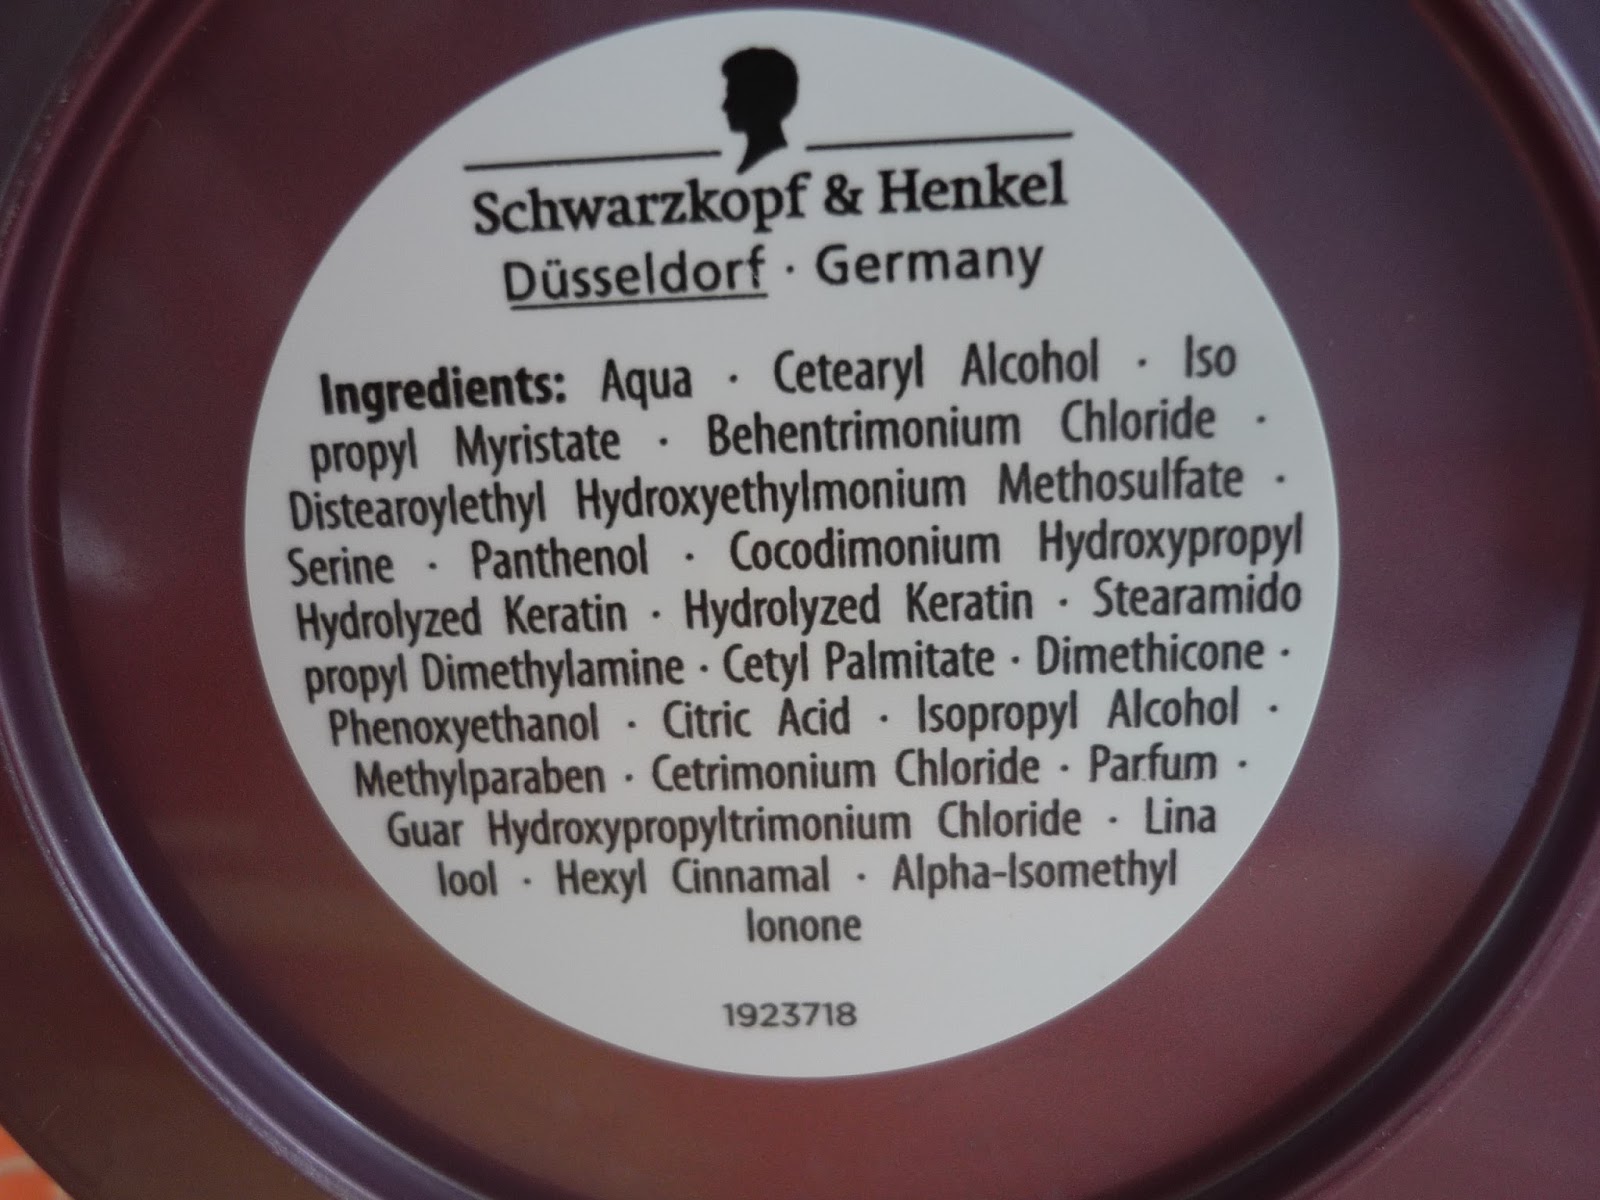 Schwarzkopf & Henkel
Düsseldorf · Germany
Ingredients: Aqua · Cetearyl Alcohol · Iso
propyl Myristate · Behentrimonium Chloride ·
Distearoylethyl Hydroxyethylmonium Methosulfate ·
Serine · Panthenol · Cocodimonium Hydroxypropyl
Hydrolyzed Keratin · Hydrolyzed Keratin · Stearamido
propyl Dimethylamine · Cetyl Palmitate · Dimethicone ·
Phenoxyethanol · Citric Acid · Isopropyl Alcohol ·
Methylparaben · Cetrimonium Chloride · Parfum ·
Guar Hydroxypropyltrimonium Chloride · Lina
lool · Hexyl Cinnamal · Alpha-Isomethyl
Ionone
1923718